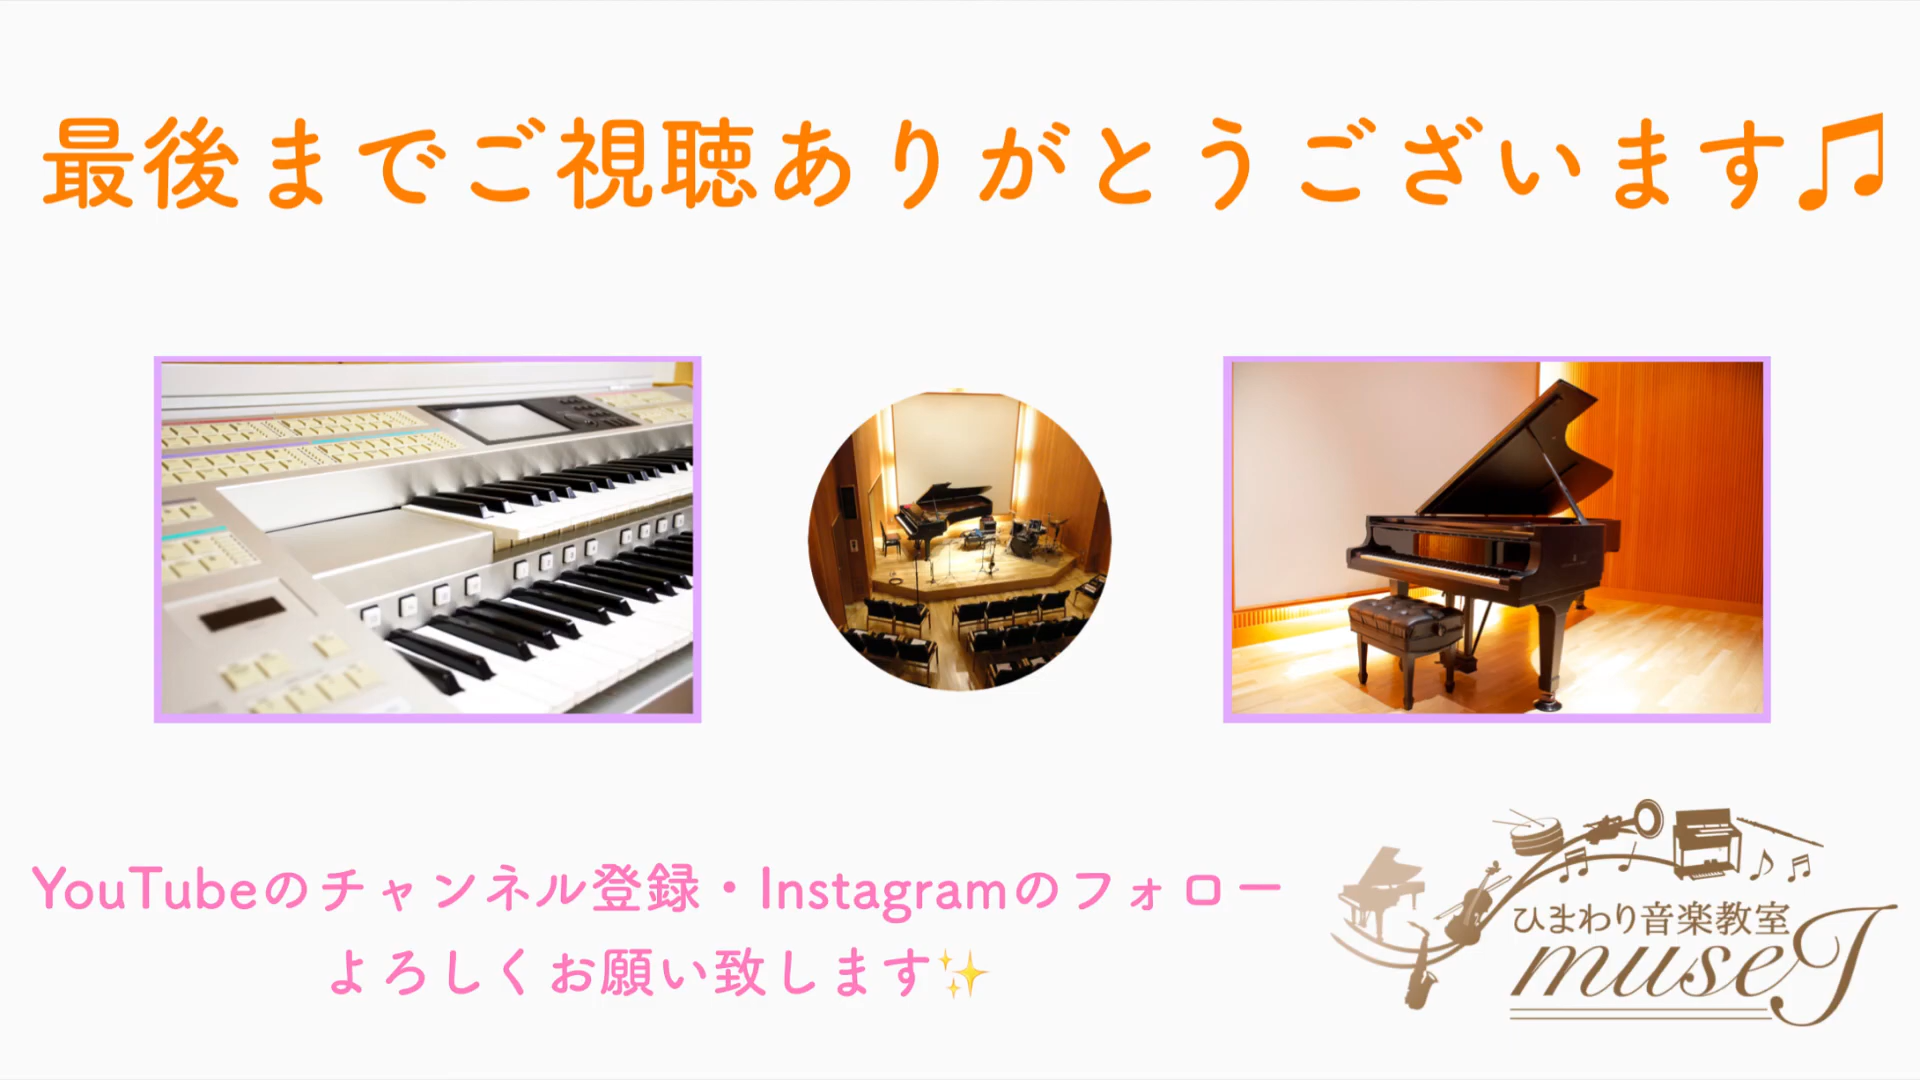 最後までご視聴ありがとうございます♫
YouTubeのチャンネル登録・Instagramのフォロー
よろしくお願い致します✨
ひまわり音楽教室
museJ